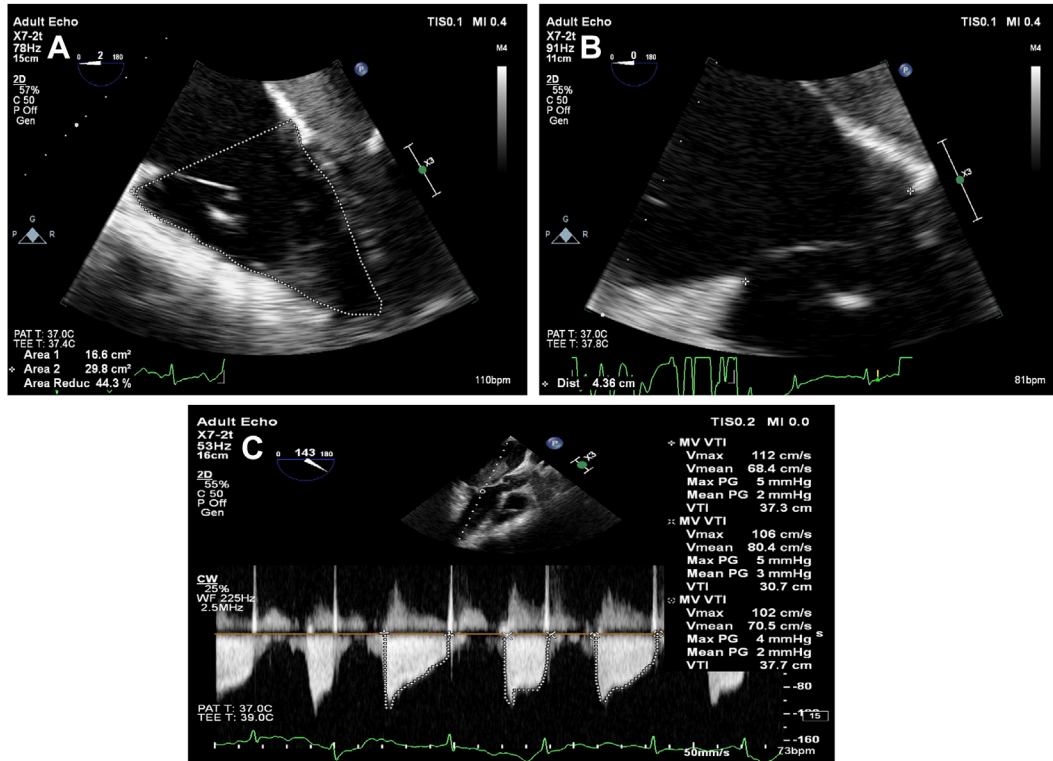 Adult Echo
TIS0.1 MI 0.4
X7-2t
78Hz
15cm
A
2
0 180
M4
P
2D
57%
C 50
P Off
Gen
X3
G
P R
PAT T: 37.0C
TEE T: 37.4C
Area 1 16.6 cm²
Area 2 29.8 cm²
Area Reduc 44.3 %
110bpm
Adult Echo
TIS0.1 MI 0.4
X7-2t
91Hz
11cm
B
0
0 180
M4
P
2D
55%
C 50
P Off
Gen
X3
G
P R
PAT T: 37.0C
TEE T: 37.8C
Dist 4.36 cm
81bpm
Adult Echo
TIS0.2 MI 0.0
X7-2t
53Hz
16cm
C
143
0 180
P
X3
2D
55%
C 50
P Off
Gen
MV VTI
Vmax 112 cm/s
Vmean 68.4 cm/s
Max PG 5 mmHg
Mean PG 2 mmHg
VTI 37.3 cm
MV VTI
Vmax 106 cm/s
Vmean 80.4 cm/s
Max PG 5 mmHg
Mean PG 3 mmHg
VTI 30.7 cm
MV VTI
Vmax 102 cm/s
Vmean 70.5 cm/s
Max PG 4 mmHg
Mean PG 2 mmHg
VTI 37.7 cm
CW
25%
WF 225Hz
2.5MHz
s
-80
15
-160
PAT T: 37.0C
TEE T: 39.0C
50mm/s
73bpm